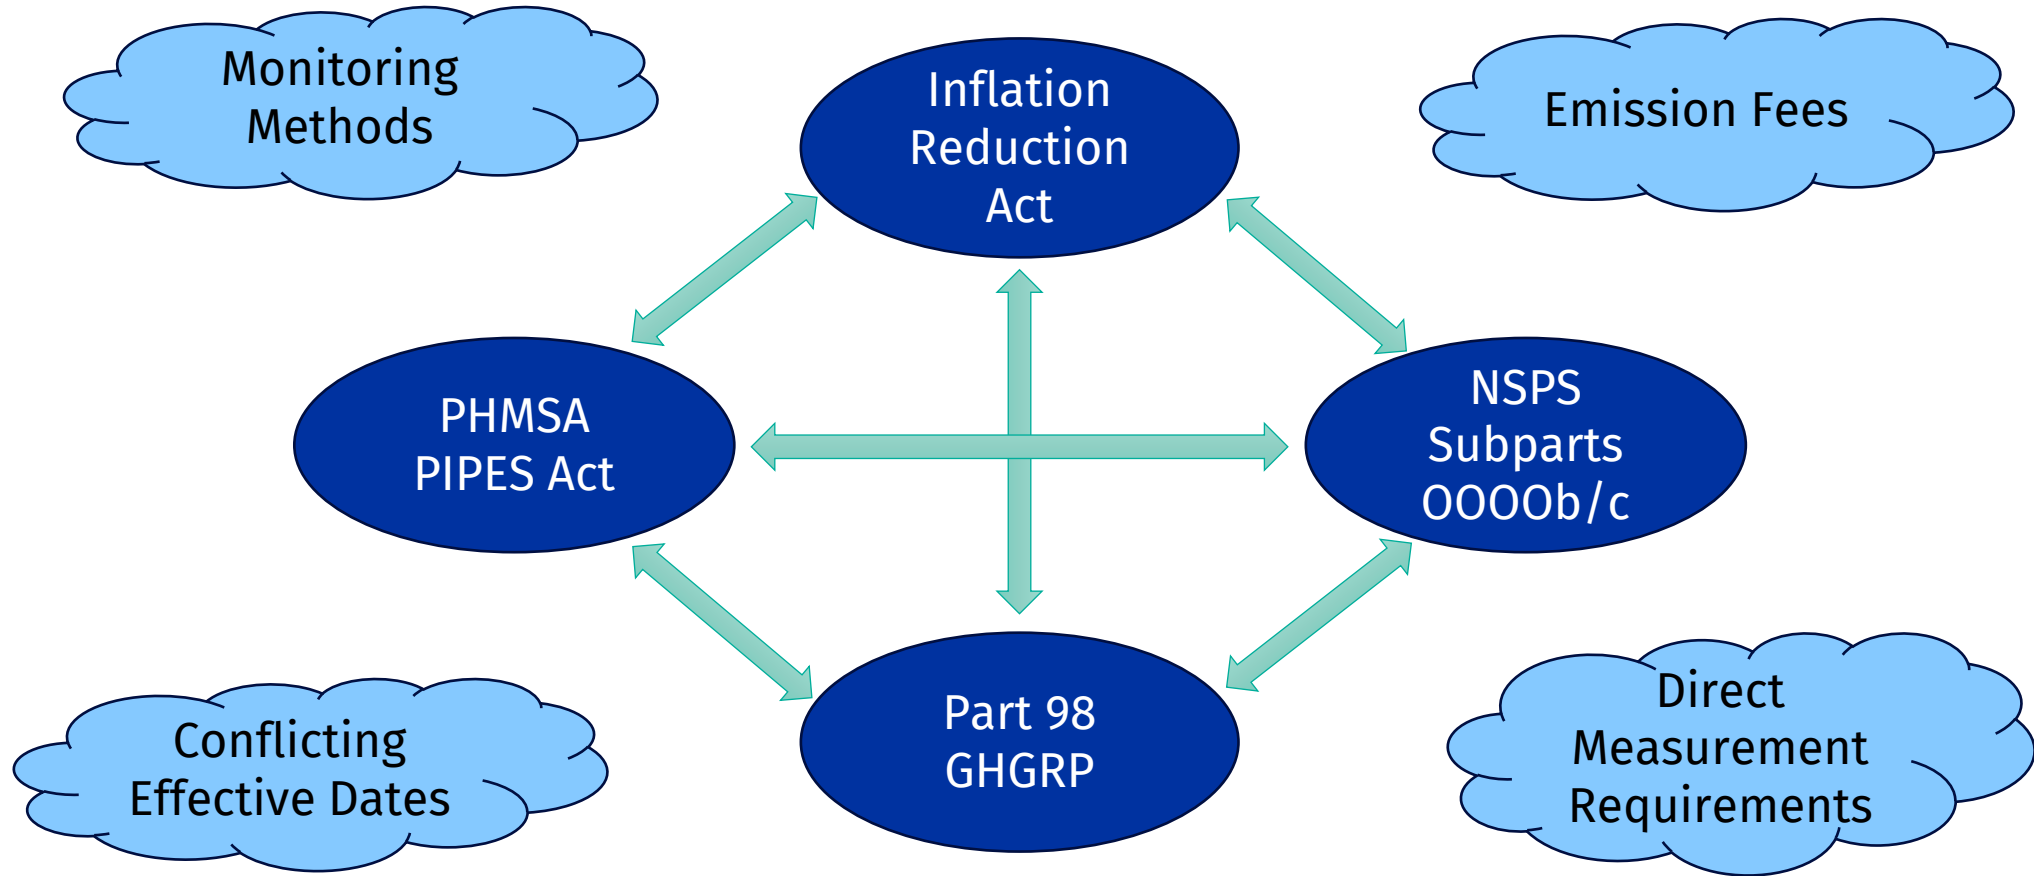 Monitoring
Methods
Inflation
Reduction
Act
Emission Fees
PHMSA
PIPES Act
NSPS
Subparts
OOOOb/c
Conflicting
Effective Dates
Part 98
GHGRP
Direct
Measurement
Requirements